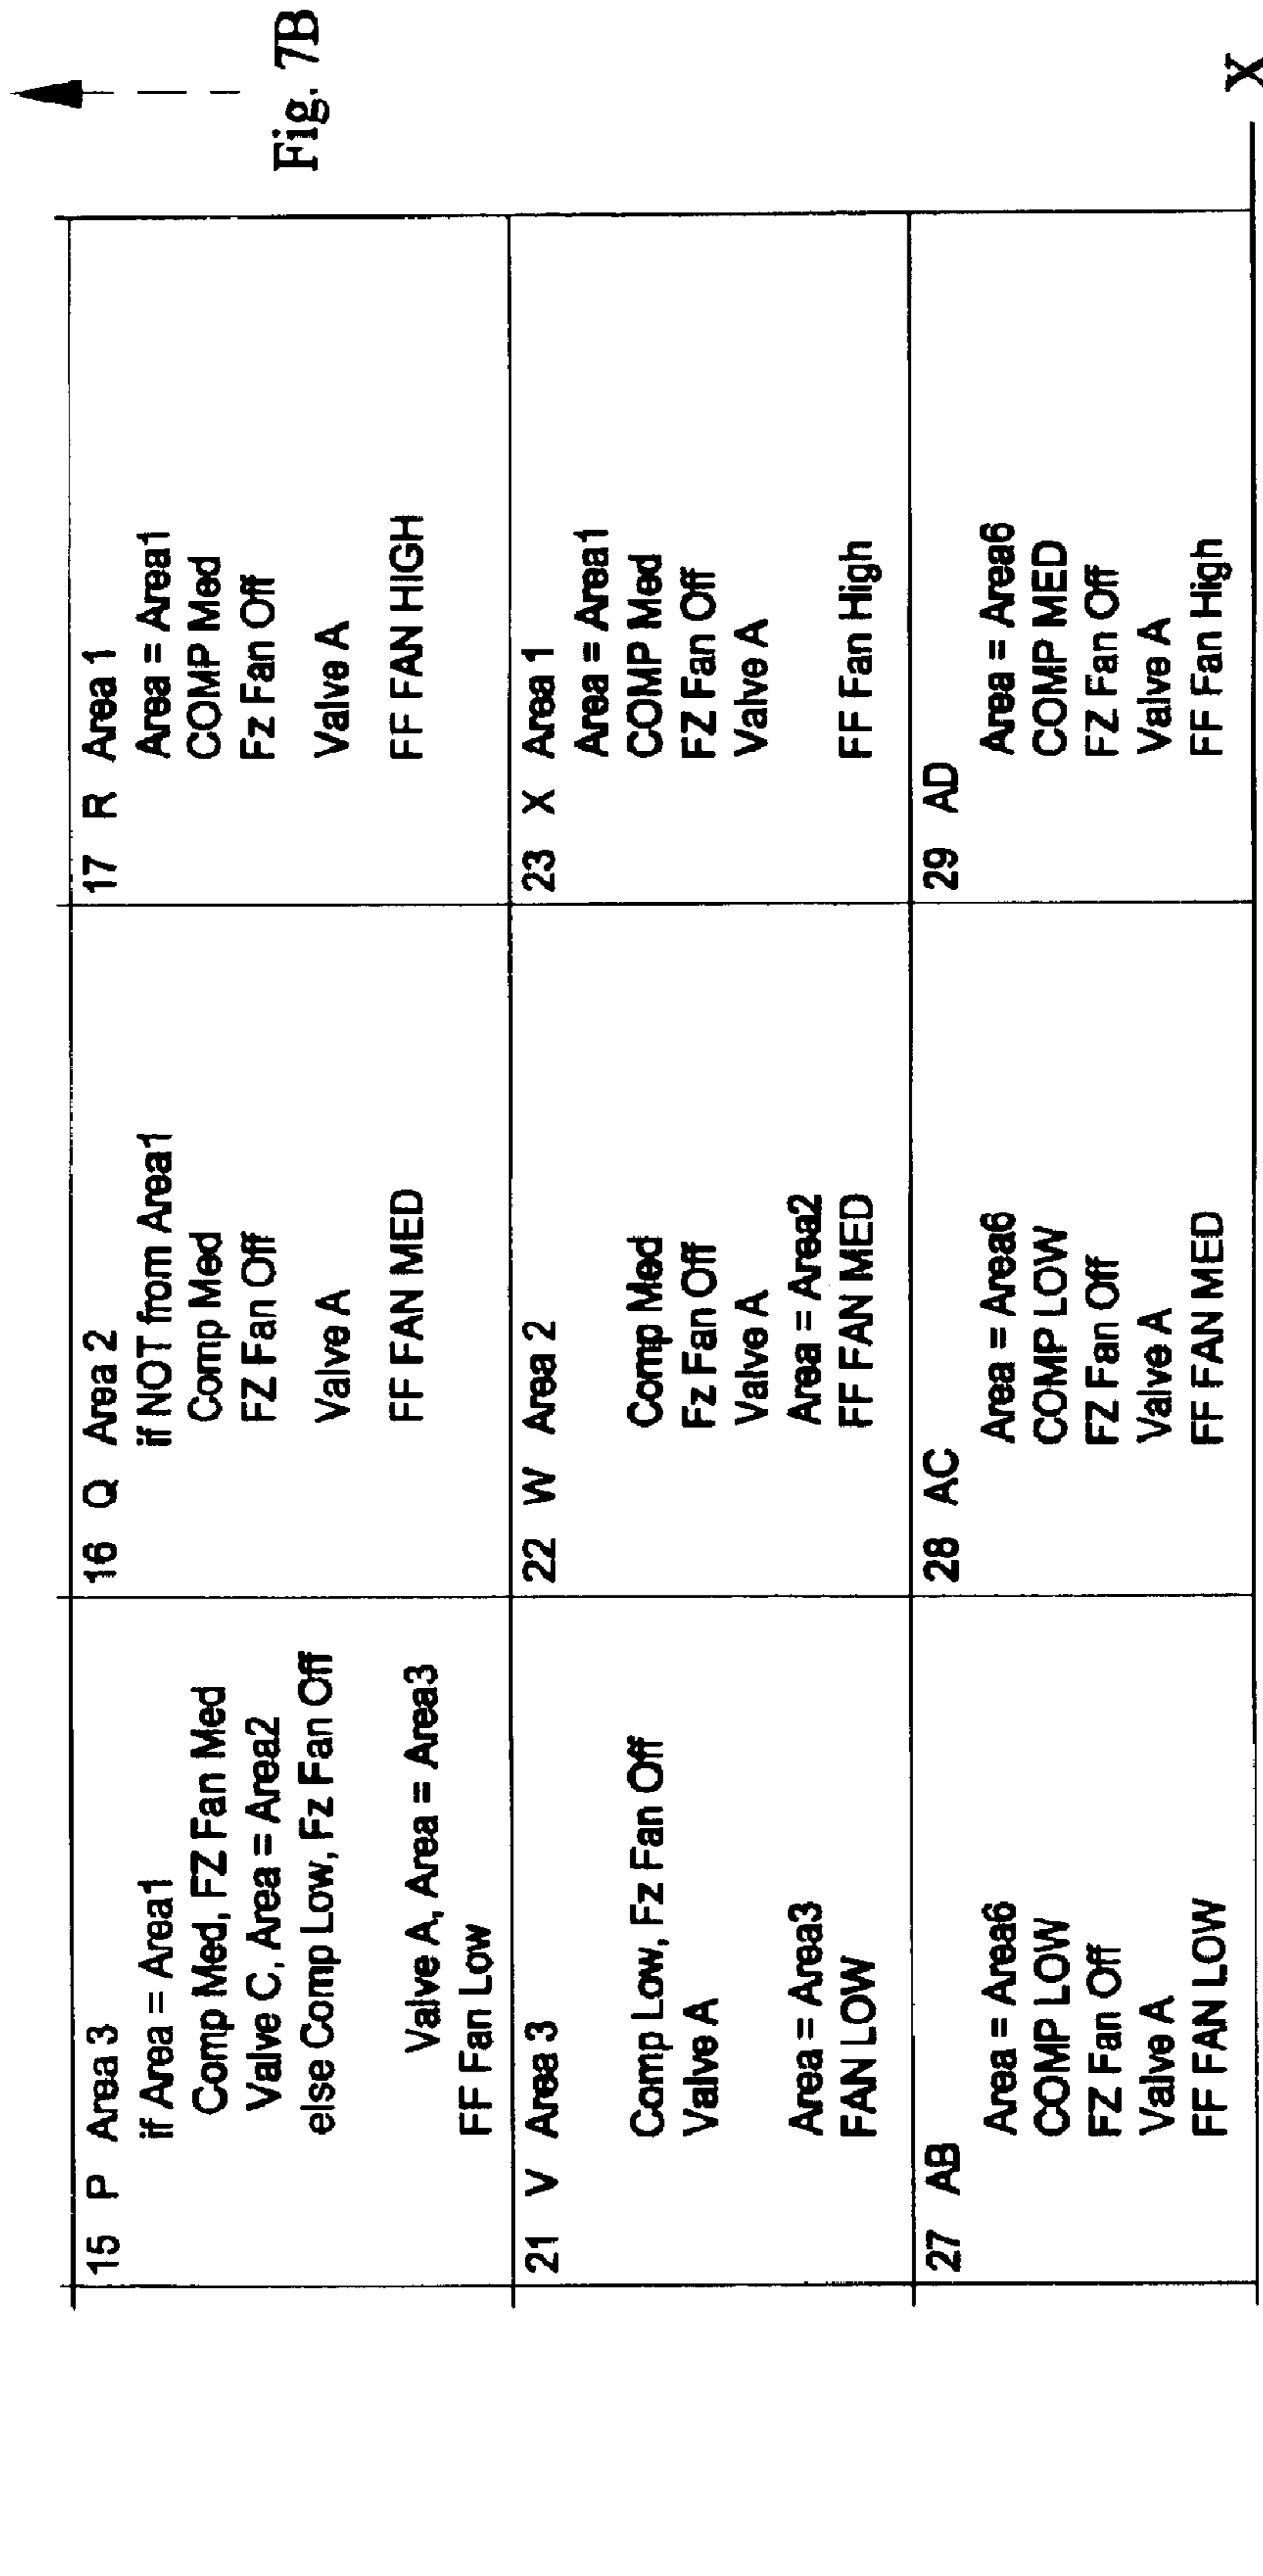 15 P Area 3
if Area = Area1
Comp Med, FZ Fan Med
Valve C, Area = Area2
else Comp Low, Fz Fan Off
Valve A, Area = Area3
FF Fan Low
16 Q Area 2
if NOT from Area1
Comp Med
FZ Fan Off
Valve A
FF FAN MED
17 R Area 1
Area = Area1
COMP Med
Fz Fan Off
Valve A
FF FAN HIGH
21 V Area 3
Comp Low, Fz Fan Off
Valve A
Area = Area3
FAN LOW
22 W Area 2
Comp Med
Fz Fan Off
Valve A
Area = Area2
FF FAN MED
23 X Area 1
Area = Area1
COMP Med
FZ Fan Off
Valve A
FF Fan High
27 AB
Area = Area6
COMP LOW
FZ Fan Off
Valve A
FF FAN LOW
28 AC
Area = Area6
COMP LOW
FZ Fan Off
Valve A
FF FAN MED
29 AD
Area = Area6
COMP MED
FZ Fan Off
Valve A
FF Fan High
Fig. 7B
X